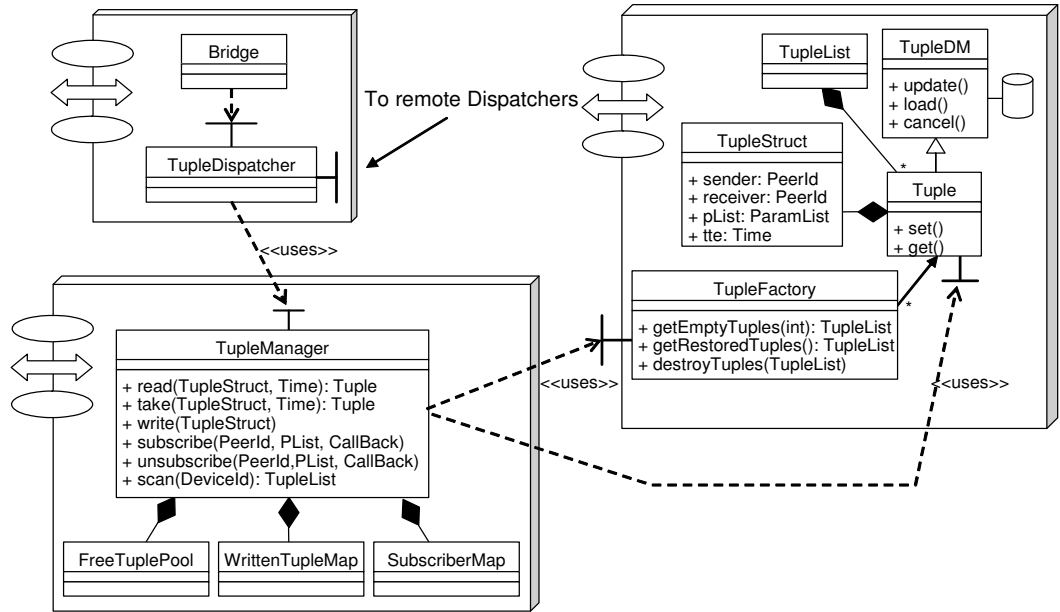 Bridge
TupleDispatcher
To remote Dispatchers
<<uses>>
TupleManager
+ read(TupleStruct, Time): Tuple
+ take(TupleStruct, Time): Tuple
+ write(TupleStruct)
+ subscribe(PeerId, PList, CallBack)
+ unsubscribe(PeerId,PList, CallBack)
+ scan(DeviceId): TupleList
FreeTuplePool
WrittenTupleMap
SubscriberMap
TupleList
TupleDM
+ update()
+ load()
+ cancel()
TupleStruct
+ sender: PeerId
+ receiver: PeerId
+ pList: ParamList
+ tte: Time
*
Tuple
+ set()
+ get()
TupleFactory
+ getEmptyTuples(int): TupleList
+ getRestoredTuples(): TupleList
+ destroyTuples(TupleList)
*
<<uses>>
<<uses>>